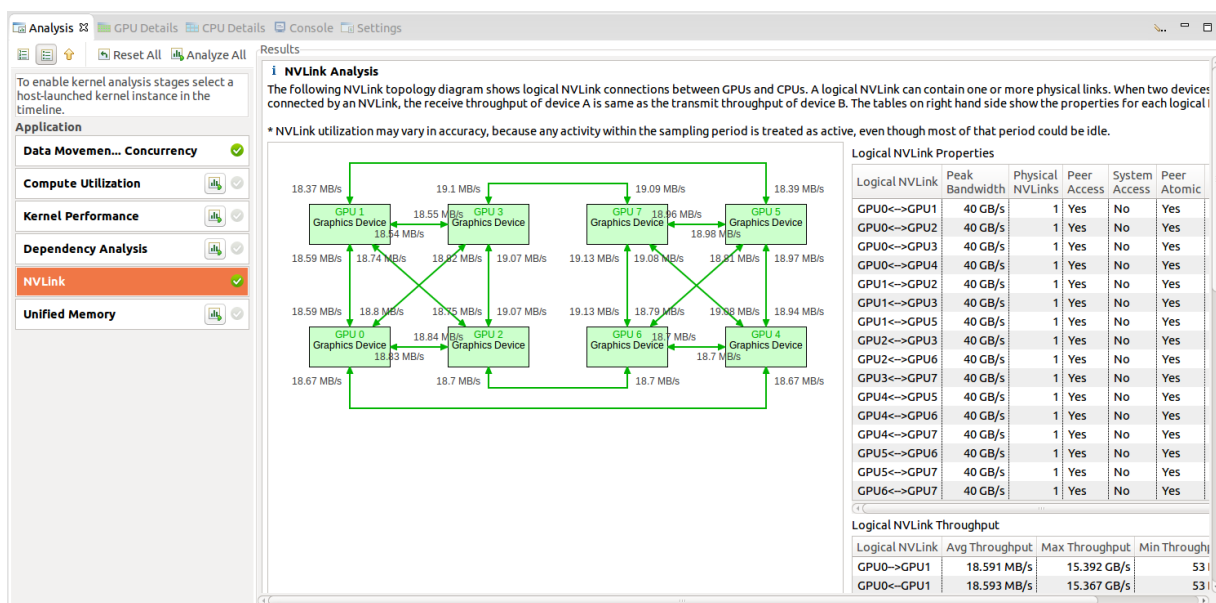 Analysis GPU Details CPU Details Console Settings
Reset All Analyze All
To enable kernel analysis stages select a
host-launched kernel instance in the
timeline.
Application
Data Movemen... Concurrency
Compute Utilization
Kernel Performance
Dependency Analysis
NVLink
Unified Memory
Results
i NVLink Analysis
The following NVLink topology diagram shows logical NVLink connections between GPUs and CPUs. A logical NVLink can contain one or more physical links. When two devices
connected by an NVLink, the receive throughput of device A is same as the transmit throughput of device B. The tables on right hand side show the properties for each logical
* NVLink utilization may vary in accuracy, because any activity within the sampling period is treated as active, even though most of that period could be idle.
18.37 MB/s 19.1 MB/s 19.09 MB/s 18.39 MB/s
GPU 1 18.55 MB/s GPU 3 GPU 7 18.96 MB/s GPU 5
Graphics Device Graphics Device Graphics Device Graphics Device
18.54 MB/s 18.98 MB/s
18.59 MB/s 18.74 MB/s 18.82 MB/s 19.07 MB/s 19.13 MB/s 19.08 MB/s 18.81 MB/s 18.97 MB/s
18.59 MB/s 18.8 MB/s 18.75 MB/s 19.07 MB/s 19.13 MB/s 18.79 MB/s 19.08 MB/s 18.94 MB/s
GPU 0 18.84 MB/s GPU 2 GPU 6 18.7 MB/s GPU 4
Graphics Device Graphics Device Graphics Device Graphics Device
18.83 MB/s 18.7 MB/s
18.67 MB/s 18.7 MB/s 18.7 MB/s 18.67 MB/s
Logical NVLink Properties
Logical NVLink Peak Bandwidth Physical NVLinks Peer Access System Access Peer Atomic
GPU0<-->GPU1 40 GB/s 1 Yes No Yes
GPU0<-->GPU2 40 GB/s 1 Yes No Yes
GPU0<-->GPU3 40 GB/s 1 Yes No Yes
GPU0<-->GPU4 40 GB/s 1 Yes No Yes
GPU1<-->GPU2 40 GB/s 1 Yes No Yes
GPU1<-->GPU3 40 GB/s 1 Yes No Yes
GPU1<-->GPU5 40 GB/s 1 Yes No Yes
GPU2<-->GPU3 40 GB/s 1 Yes No Yes
GPU2<-->GPU6 40 GB/s 1 Yes No Yes
GPU3<-->GPU7 40 GB/s 1 Yes No Yes
GPU4<-->GPU5 40 GB/s 1 Yes No Yes
GPU4<-->GPU6 40 GB/s 1 Yes No Yes
GPU4<-->GPU7 40 GB/s 1 Yes No Yes
GPU5<-->GPU6 40 GB/s 1 Yes No Yes
GPU5<-->GPU7 40 GB/s 1 Yes No Yes
GPU6<-->GPU7 40 GB/s 1 Yes No Yes
Logical NVLink Throughput
Logical NVLink Avg Throughput Max Throughput Min Through
GPU0-->GPU1 18.591 MB/s 15.392 GB/s 53
GPU0<--GPU1 18.593 MB/s 15.367 GB/s 53